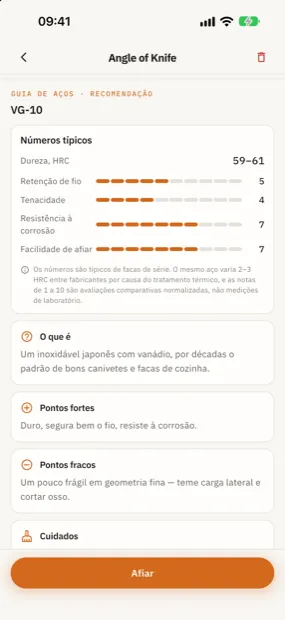 09:41
Angle of Knife
GUIA DE AÇOS · RECOMENDAÇÃO
VG-10
Números típicos
Dureza, HRC 59–61
Retenção de fio 5
Tenacidade 4
Resistência à
corrosão 7
Facilidade de afiar 7
Os números são típicos de facas de série. O mesmo aço varia 2–3
HRC entre fabricantes por causa do tratamento térmico, e as notas
de 1 a 10 são avaliações comparativas normalizadas, não medições
de laboratório.
O que é
Um inoxidável japonês com vanádio, por décadas o
padrão de bons canivetes e facas de cozinha.
Pontos fortes
Duro, segura bem o fio, resiste à corrosão.
Pontos fracos
Um pouco frágil em geometria fina — teme carga lateral e
cortar osso.
Cuidados
Afiar